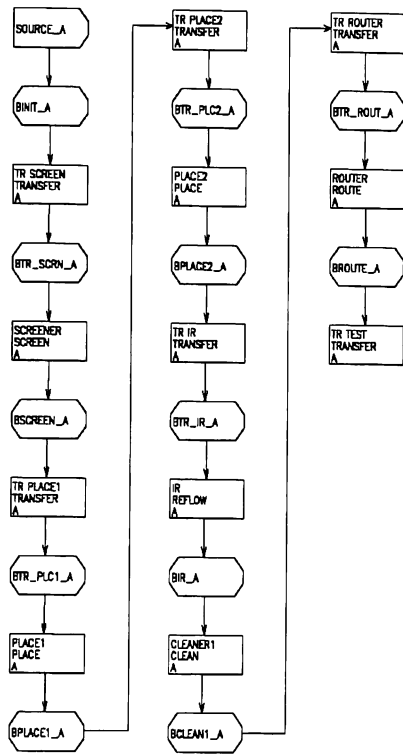 SOURCE_A
BINIT_A
TR SCREEN
TRANSFER
A
BTR_SCRN_A
SCREENER
SCREEN
A
BSCREEN_A
TR PLACE1
TRANSFER
A
BTR_PLC1_A
PLACE1
PLACE
A
BPLACE1_A
TR PLACE2
TRANSFER
A
BTR_PLC2_A
PLACE2
PLACE
A
BPLACE2_A
TR IR
TRANSFER
A
BTR_IR_A
IR
REFLOW
A
BIR_A
CLEANER1
CLEAN
A
BCLEAN1_A
TR ROUTER
TRANSFER
A
BTR_ROUT_A
ROUTER
ROUTE
A
BROUTE_A
TR TEST
TRANSFER
A